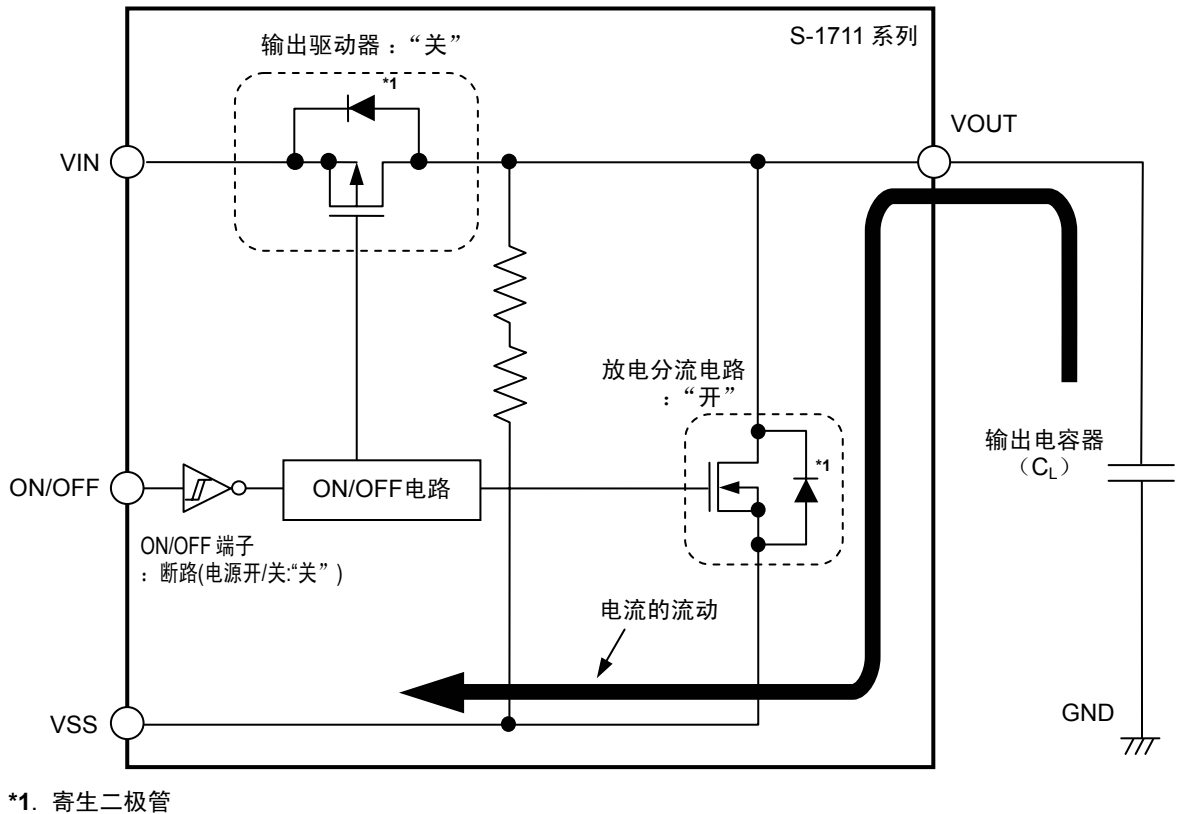 S-1711 系列
输出驱动器 ：“关”
*1
VOUT
VIN
放电分流电路
：“开”
*1
输出电容器
（CL）
ON/OFF
ON/OFF电路
ON/OFF 端子
：断路(电源开/关:“关” )
电流的流动
VSS
GND
*1. 寄生二极管